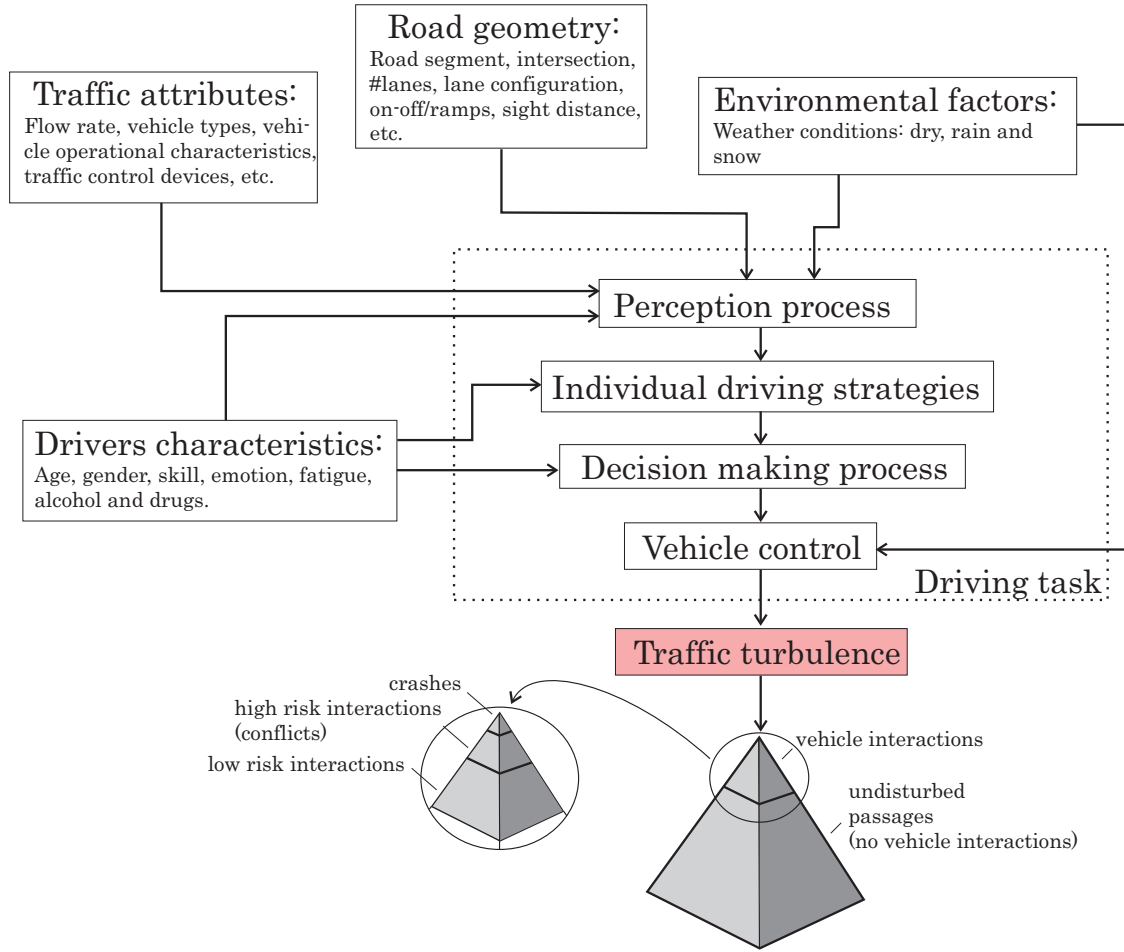 Road geometry:
Road segment, intersection,
#lanes, lane configuration,
on-off/ramps, sight distance,
etc.
Traffic attributes:
Flow rate, vehicle types, vehi-
cle operational characteristics,
traffic control devices, etc.
Environmental factors:
Weather conditions: dry, rain and
snow
Perception process
Individual driving strategies
Drivers characteristics:
Age, gender, skill, emotion, fatigue,
alcohol and drugs.
Decision making process
Vehicle control
Driving task
Traffic turbulence
crashes
high risk interactions
(conflicts)
low risk interactions
vehicle interactions
undisturbed
passages
(no vehicle interactions)